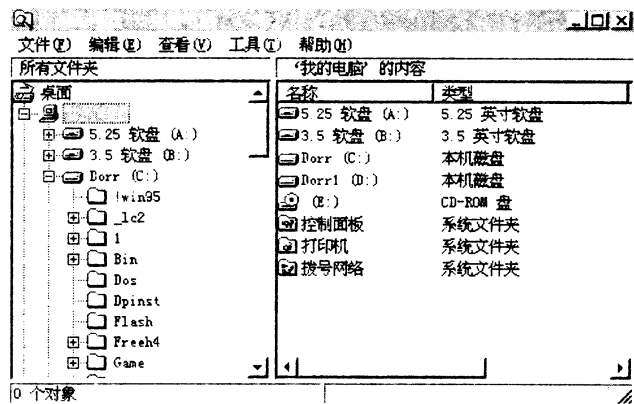 文件(F) 编辑(E) 查看(V) 工具(T) 帮助(H)
所有文件夹
'我的电脑' 的内容
桌面
5.25 软盘 (A:)
3.5 软盘 (B:)
Dorr (C:)
!win95
_lc2
1
Bin
Dos
Dpinst
Flash
Freeh4
Game
名称 类型
5.25 软盘 (A:) 5.25 英寸软盘
3.5 软盘 (B:) 3.5 英寸软盘
Dorr (C:) 本机磁盘
Dorr1 (D:) 本机磁盘
(E:) CD-ROM 盘
控制面板 系统文件夹
打印机 系统文件夹
拨号网络 系统文件夹
0 个对象